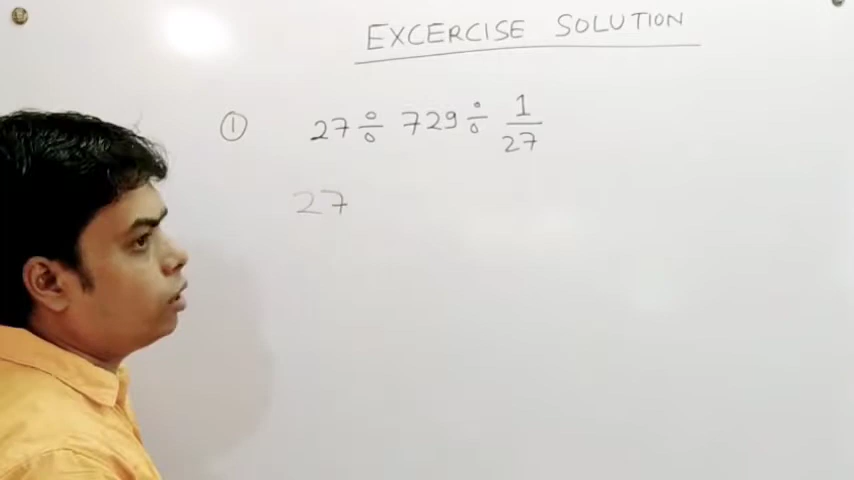 EXCERCISE SOLUTION
① 27 ÷ 729 ÷ 1/27
27